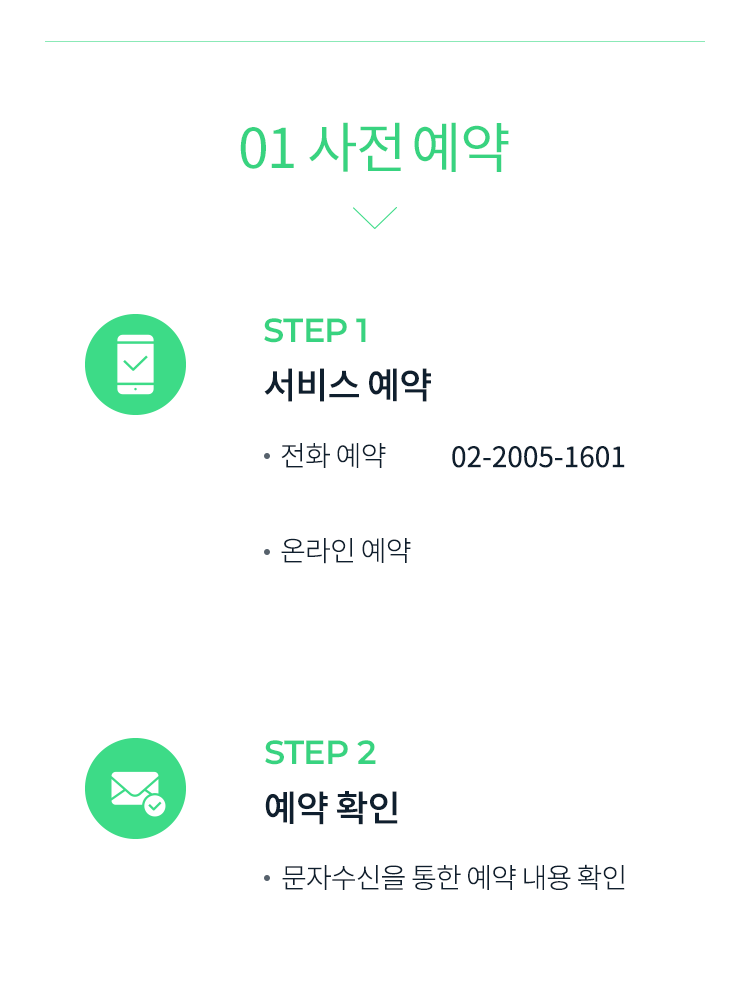 01 사전 예약
STEP 1
서비스 예약
• 전화 예약 02-2005-1601
• 온라인 예약
STEP 2
예약 확인
• 문자수신을 통한 예약 내용 확인